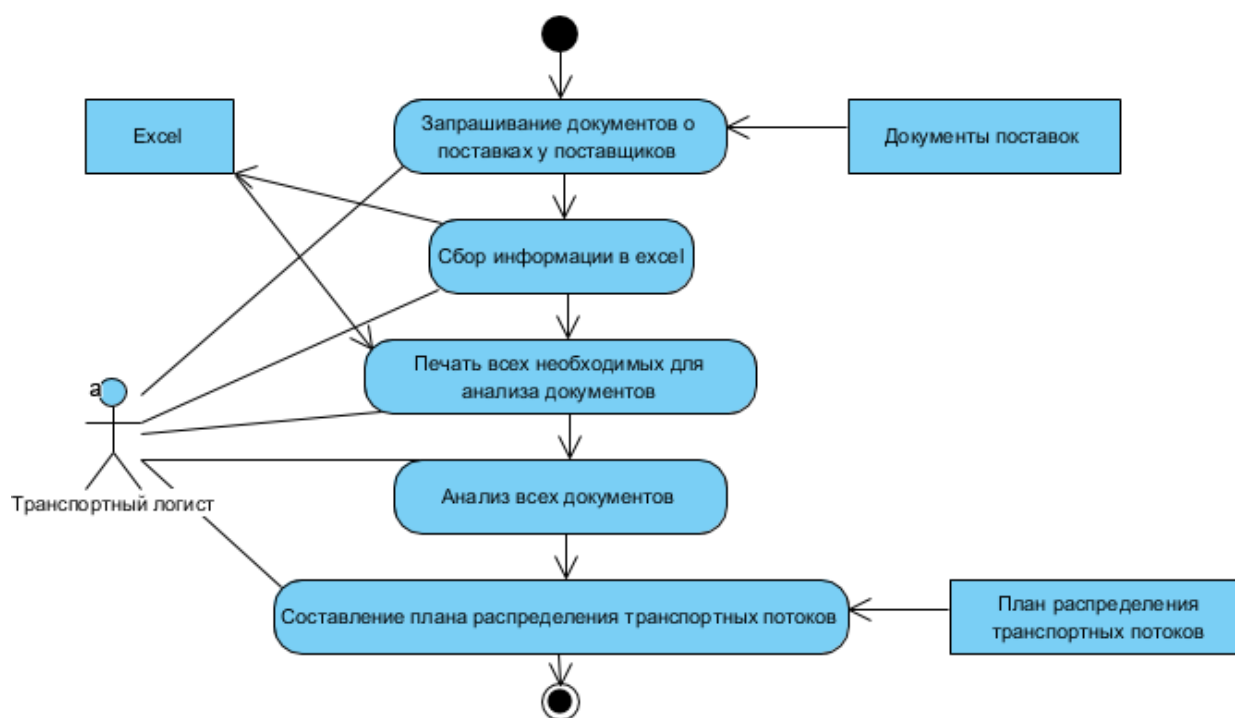 Запрашивание документов о
поставках у поставщиков
Excel
Документы поставок
Сбор информации в excel
Печать всех необходимых для
анализа документов
a
Транспортный логист
Анализ всех документов
Составление плана распределения транспортных потоков
План распределения
транспортных потоков